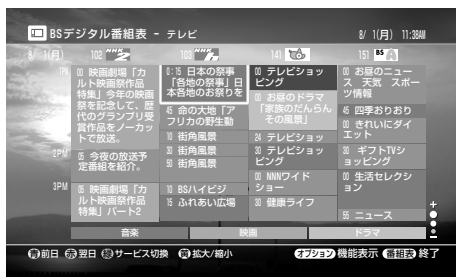 BSデジタル番組表 - テレビ
8/ 1(月) 11:38AM
8/ 1(月)
102 NHK 2
103 NHK h
141
151 BS
1PM
2PM
3PM
00 映画劇場「カルト映画祭作品特集」今年の映画祭を記念して、歴代のグランプリ受賞作品をノーカットで放送。
05 今夜の放送予定番組を紹介。
05 映画劇場「カルト映画祭作品特集」パート2
0:15 日本の祭事「各地の祭事」日本各地のお祭りを
45 命の大地「アフリカの野生動
10 街角風景
30 街角風景
50 街角風景
10 BSハイビジ
15 ふれあい広場
00 テレビショッピング
00 お昼のドラマ「家族のだんらんその風景」
24 テレビショッ
30 テレビショッピング
00 NNNワイドショー
30 健康ライフ
00 お昼のニュース 天気 スポーツ情報
45 四季おりおり
00 きれいにダイエット
30 ギフトTVショッピング
00 生活セレクション
55 ニュース
音楽
映画
ドラマ
青 前日 赤 翌日 緑 サービス切換 黄 拡大/縮小
オプション 機能表示 番組表 終了